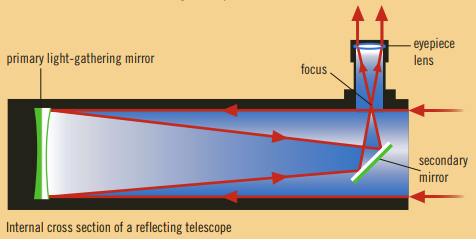 primary light-gathering mirror
focus
eyepiece
lens
secondary
mirror
Internal cross section of a reflecting telescope